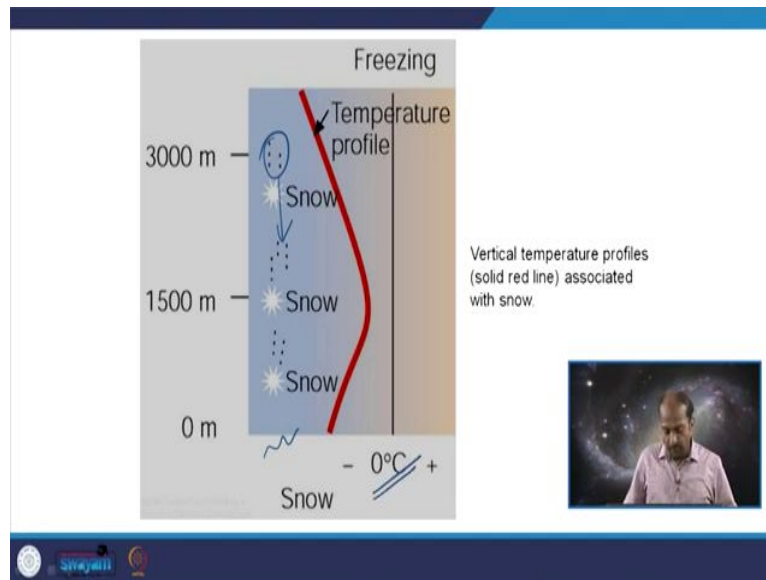 Freezing
Temperature
profile
3000 m
Snow
1500 m
Snow
Snow
0 m
- 0°C +
Snow
Vertical temperature profiles
(solid red line) associated
with snow.
swayam